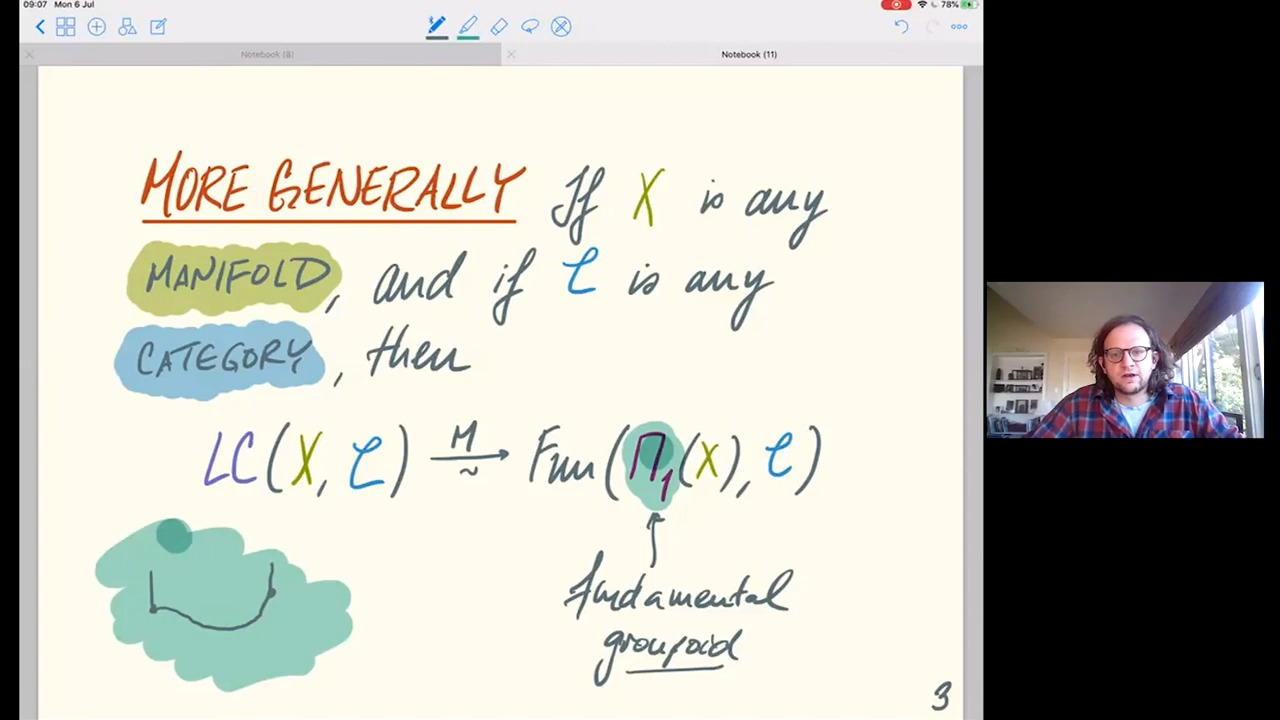 09:07 Mon 6 Jul
78%
Notebook (8)
Notebook (11)
MORE GENERALLY If X is any
MANIFOLD, and if C is any
CATEGORY, then
LC(X, C) M→∼ Fun(Π₁(X), C)
fundamental
groupoid
3